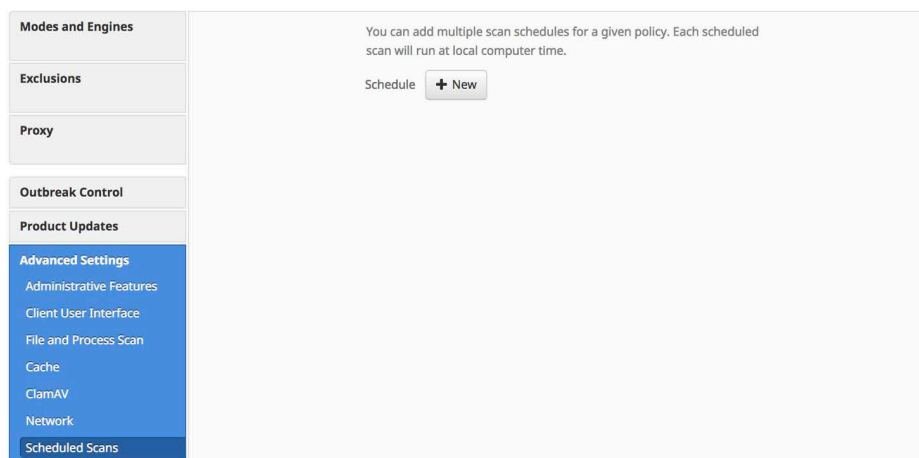 Modes and Engines
Exclusions
Proxy
Outbreak Control
Product Updates
Advanced Settings
Administrative Features
Client User Interface
File and Process Scan
Cache
ClamAV
Network
Scheduled Scans
You can add multiple scan schedules for a given policy. Each scheduled
scan will run at local computer time.
Schedule + New